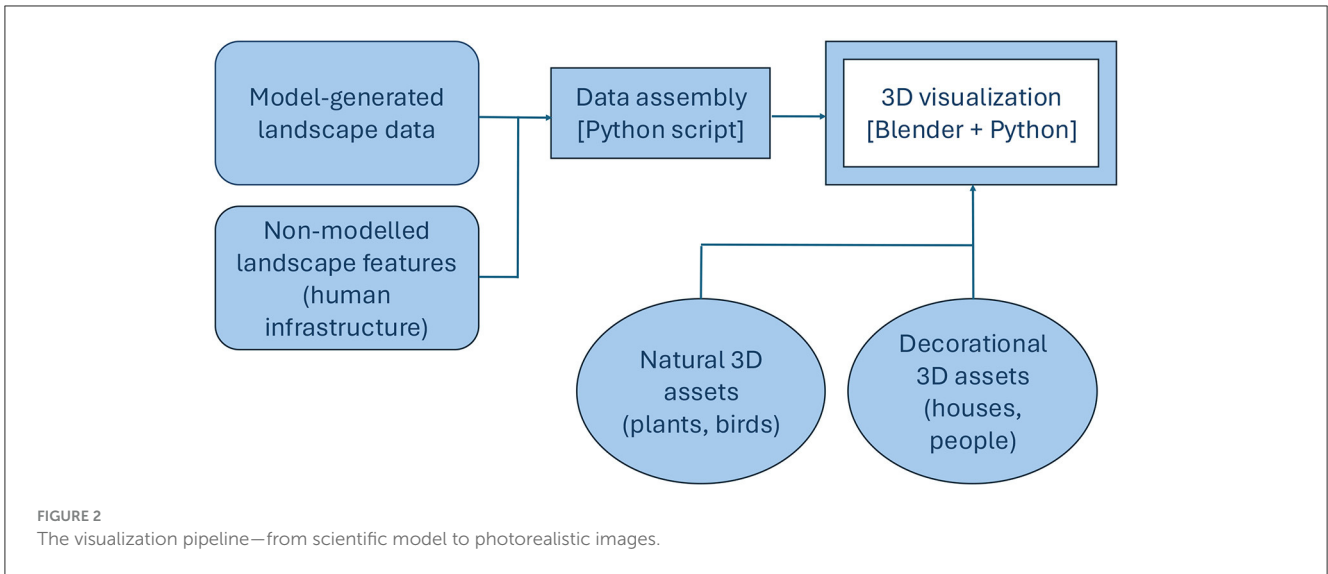 Model-generated
landscape data
Data assembly
[Python script]
3D visualization
[Blender + Python]
Non-modelled
landscape features
(human
infrastructure)
Natural 3D
assets
(plants, birds)
Decorational
3D assets
(houses,
people)
FIGURE 2
The visualization pipeline—from scientific model to photorealistic images.